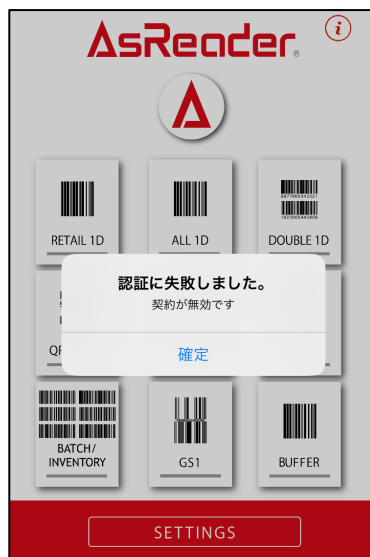 AsReader®
i
RETAIL 1D
ALL 1D
DOUBLE 1D
認証に失敗しました。
契約が無効です
確定
BATCH/
INVENTORY
GS1
BUFFER
SETTINGS